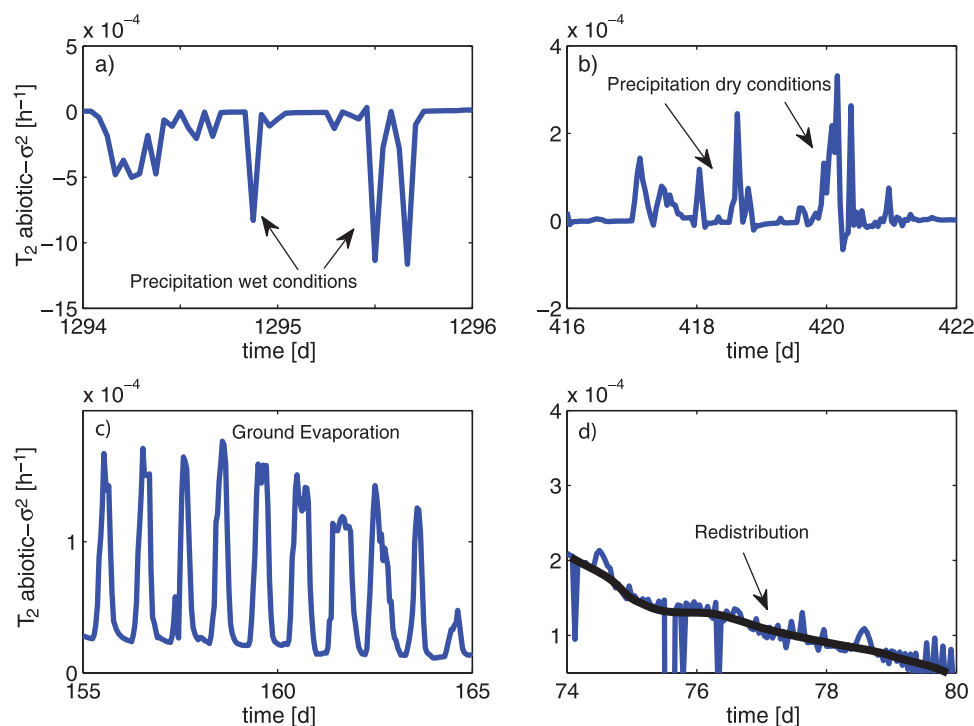 x 10⁻⁴
5
a)
0
−5
−10
−15
T₂ abiotic−σ² [h⁻¹]
Precipitation wet conditions
1294
1295
1296
time [d]
x 10⁻⁴
4
b)
Precipitation dry conditions
2
0
−2
416
418
420
422
time [d]
x 10⁻⁴
c)
Ground Evaporation
1
0
T₂ abiotic−σ² [h⁻¹]
155
160
165
time [d]
x 10⁻⁴
4
d)
Redistribution
2
1
74
76
78
80
time [d]